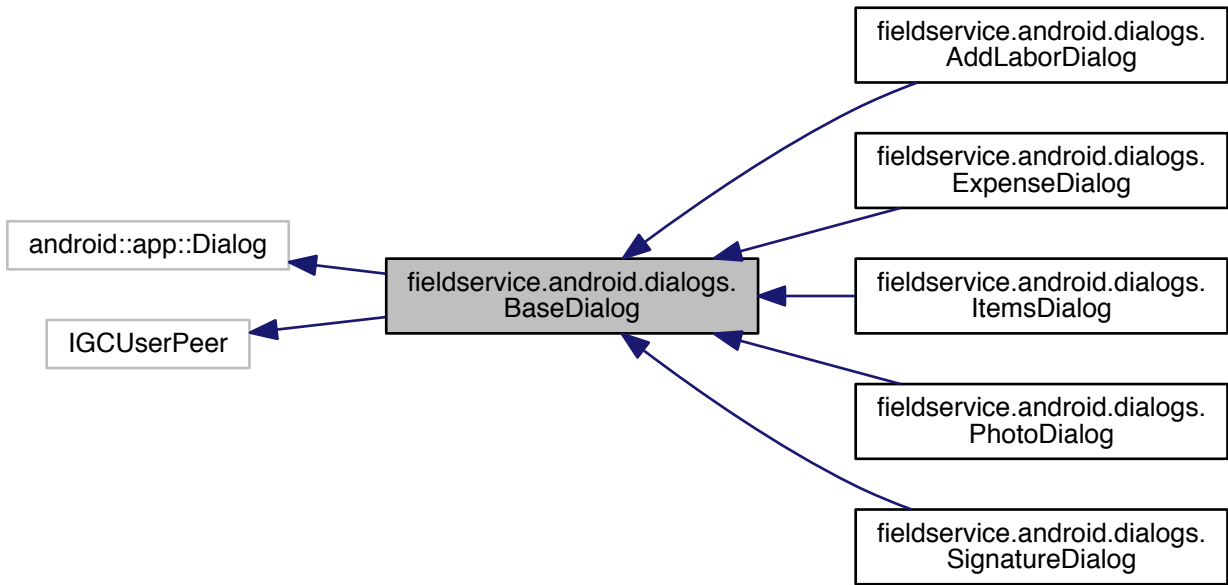 android::app::Dialog
IGCUserPeer
fieldservice.android.dialogs.
BaseDialog
fieldservice.android.dialogs.
AddLaborDialog
fieldservice.android.dialogs.
ExpenseDialog
fieldservice.android.dialogs.
ItemsDialog
fieldservice.android.dialogs.
PhotoDialog
fieldservice.android.dialogs.
SignatureDialog